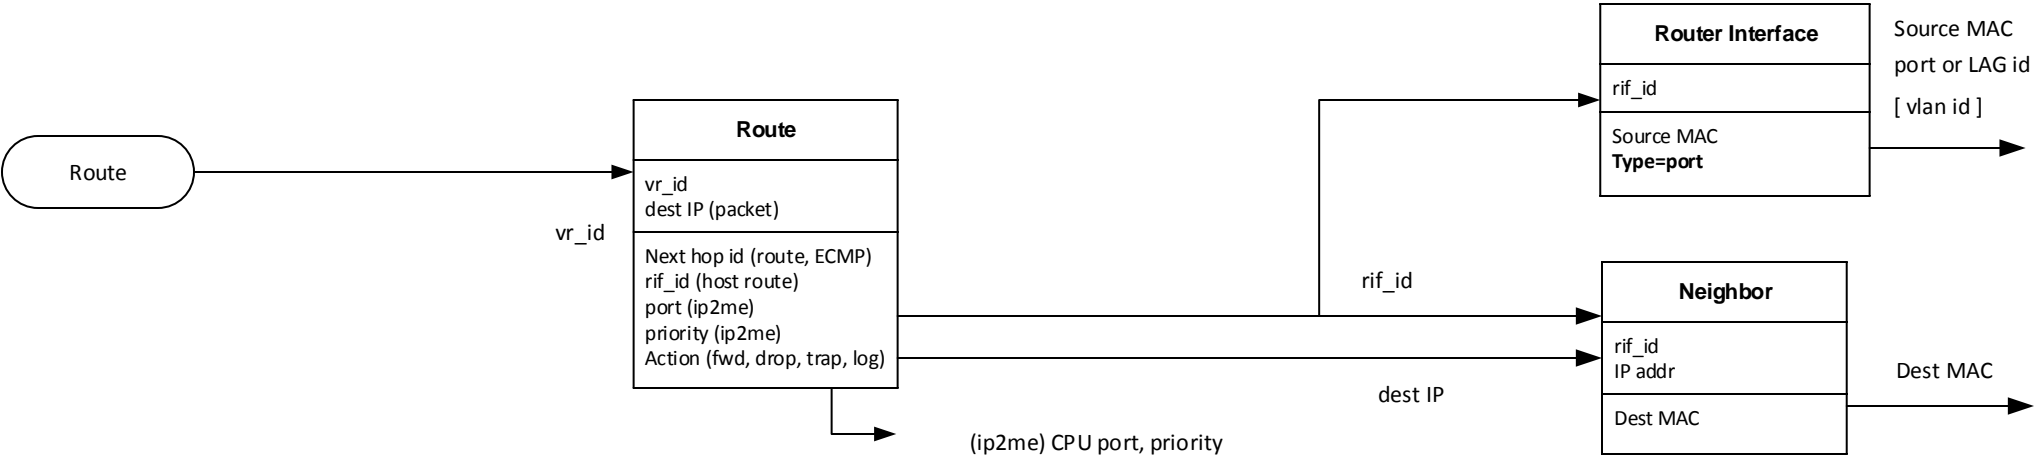 Route
vr_id
Route
vr_id
dest IP (packet)
Next hop id (route, ECMP)
rif_id (host route)
port (ip2me)
priority (ip2me)
Action (fwd, drop, trap, log)
(ip2me) CPU port, priority
rif_id
dest IP
Router Interface
rif_id
Source MAC
Type=port
Source MAC
port or LAG id
[ vlan id ]
Neighbor
rif_id
IP addr
Dest MAC
Dest MAC